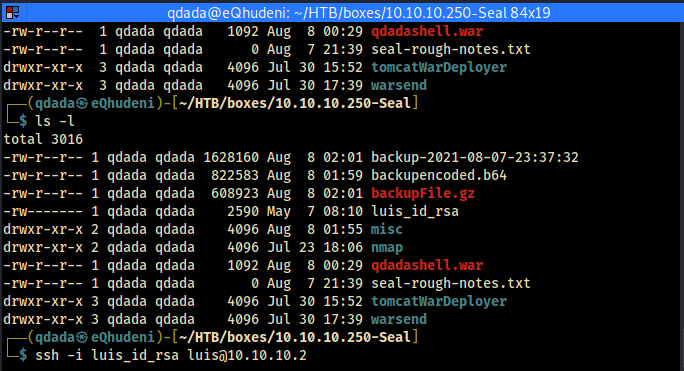 qdada@eQhudeni: ~/HTB/boxes/10.10.10.250-Seal 84x19
-rw-r--r-- 1 qdada qdada 1092 Aug 8 00:29 qdadashell.war
-rw-r--r-- 1 qdada qdada 0 Aug 7 21:39 seal-rough-notes.txt
drwxr-xr-x 3 qdada qdada 4096 Jul 30 15:52 tomcatWarDeployer
drwxr-xr-x 3 qdada qdada 4096 Jul 30 17:39 warsend
┌──(qdada㉿eQhudeni)-[~/HTB/boxes/10.10.10.250-Seal]
└─$ ls -l
total 3016
-rw-r--r-- 1 qdada qdada 1628160 Aug 8 02:01 backup-2021-08-07-23:37:32
-rw-r--r-- 1 qdada qdada 822583 Aug 8 01:59 backupencoded.b64
-rw-r--r-- 1 qdada qdada 608923 Aug 8 02:01 backupFile.gz
-rw------- 1 qdada qdada 2590 May 7 08:10 luis_id_rsa
drwxr-xr-x 2 qdada qdada 4096 Aug 8 01:55 misc
drwxr-xr-x 2 qdada qdada 4096 Jul 23 18:06 nmap
-rw-r--r-- 1 qdada qdada 1092 Aug 8 00:29 qdadashell.war
-rw-r--r-- 1 qdada qdada 0 Aug 7 21:39 seal-rough-notes.txt
drwxr-xr-x 3 qdada qdada 4096 Jul 30 15:52 tomcatWarDeployer
drwxr-xr-x 3 qdada qdada 4096 Jul 30 17:39 warsend
┌──(qdada㉿eQhudeni)-[~/HTB/boxes/10.10.10.250-Seal]
└─$ ssh -i luis_id_rsa luis@10.10.10.2